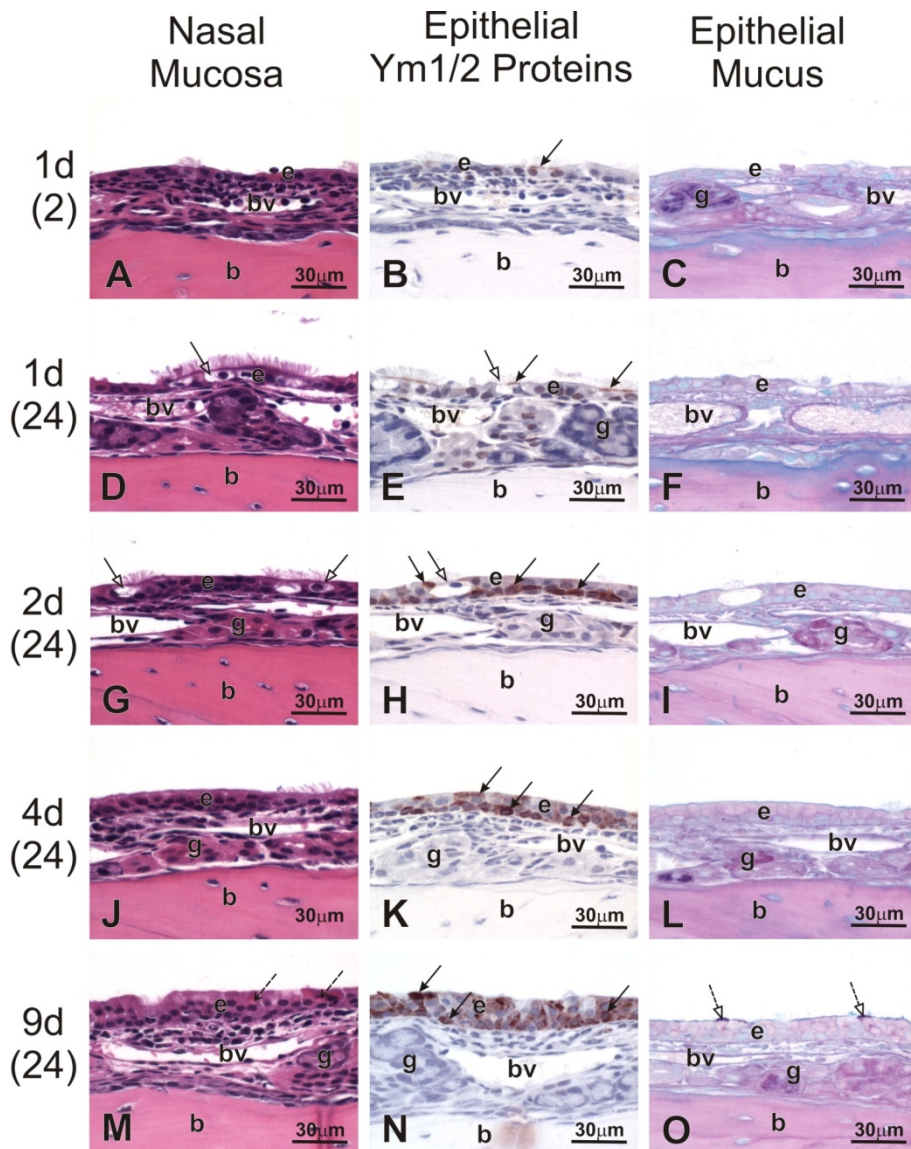 Nasal Mucosa
Epithelial Ym1/2 Proteins
Epithelial Mucus
1d (2)
e
bv
b
A
30µm
e
bv
b
B
30µm
e
g
bv
b
C
30µm
1d (24)
e
bv
b
D
30µm
e
bv
g
b
E
30µm
e
bv
b
F
30µm
2d (24)
e
bv
g
b
G
30µm
e
bv
g
b
H
30µm
e
bv
g
b
I
30µm
4d (24)
e
bv
g
b
J
30µm
e
bv
g
b
K
30µm
e
bv
g
b
L
30µm
9d (24)
e
bv
g
b
M
30µm
e
g
bv
b
N
30µm
e
bv
g
b
O
30µm